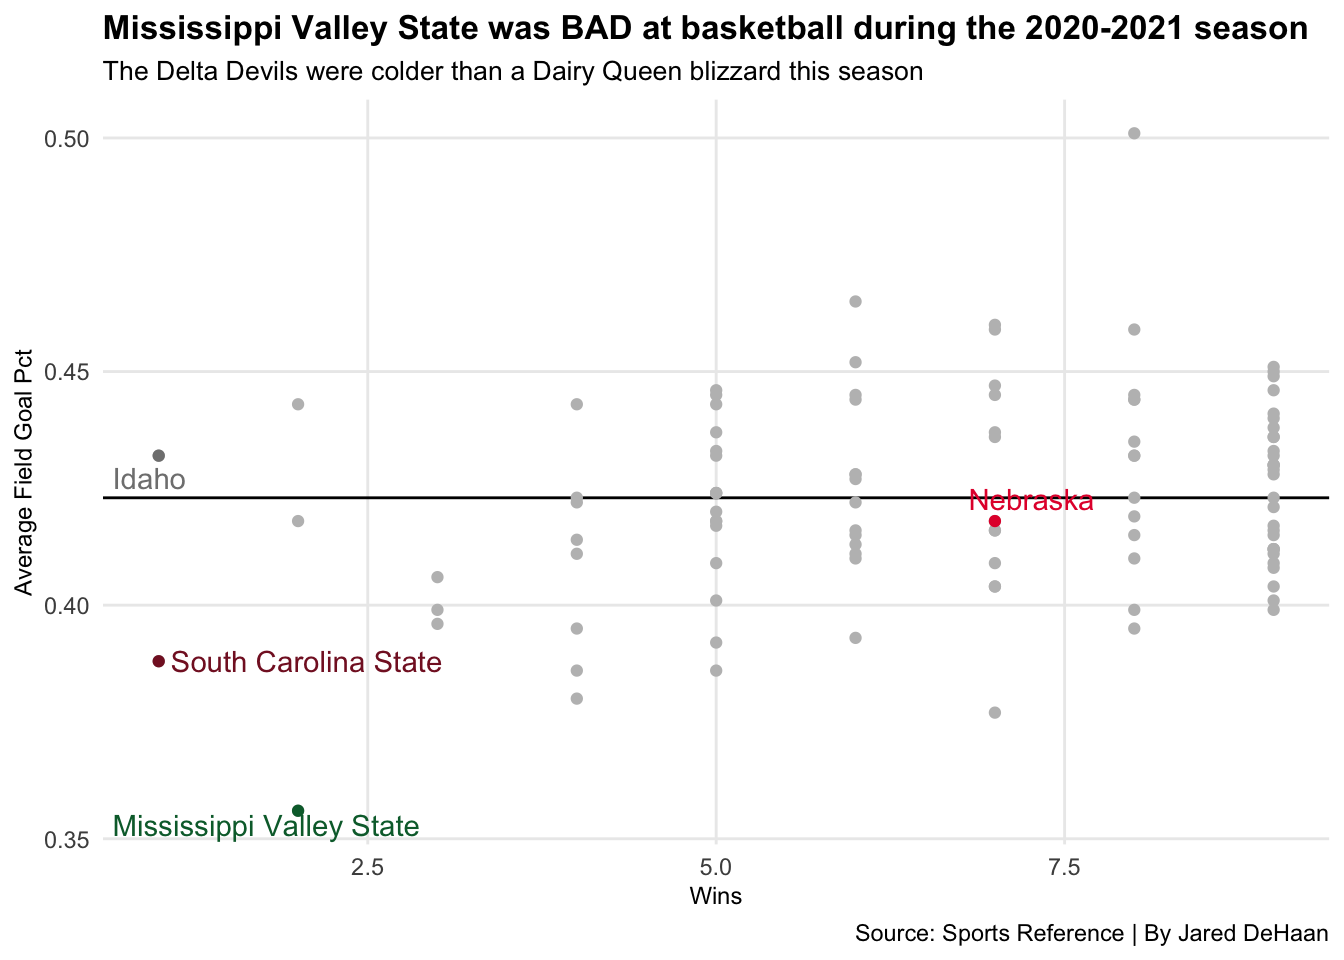 Mississippi Valley State was BAD at basketball during the 2020-2021 season
The Delta Devils were colder than a Dairy Queen blizzard this season
0.50
0.45
0.40
0.35
Average Field Goal Pct
Idaho
Nebraska
South Carolina State
Mississippi Valley State
2.5
5.0
7.5
Wins
Source: Sports Reference | By Jared DeHaan